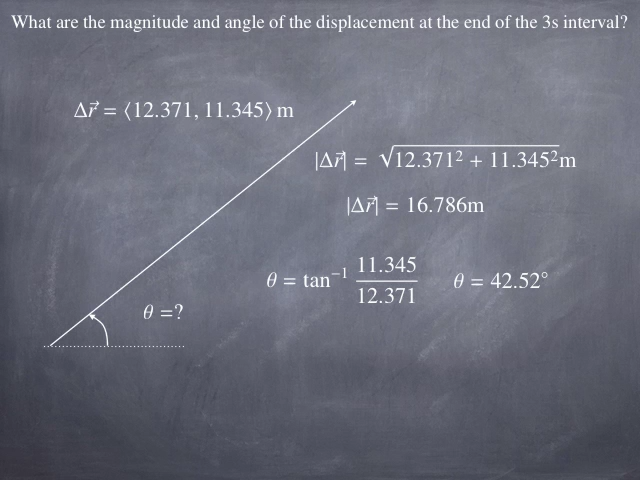 What are the magnitude and angle of the displacement at the end of the 3s interval?
Δr⃗ = ⟨12.371, 11.345⟩ m
|Δr⃗| = √(12.371² + 11.345²)m
|Δr⃗| = 16.786m
θ = tan⁻¹ 11.345/12.371 θ = 42.52°
θ =?